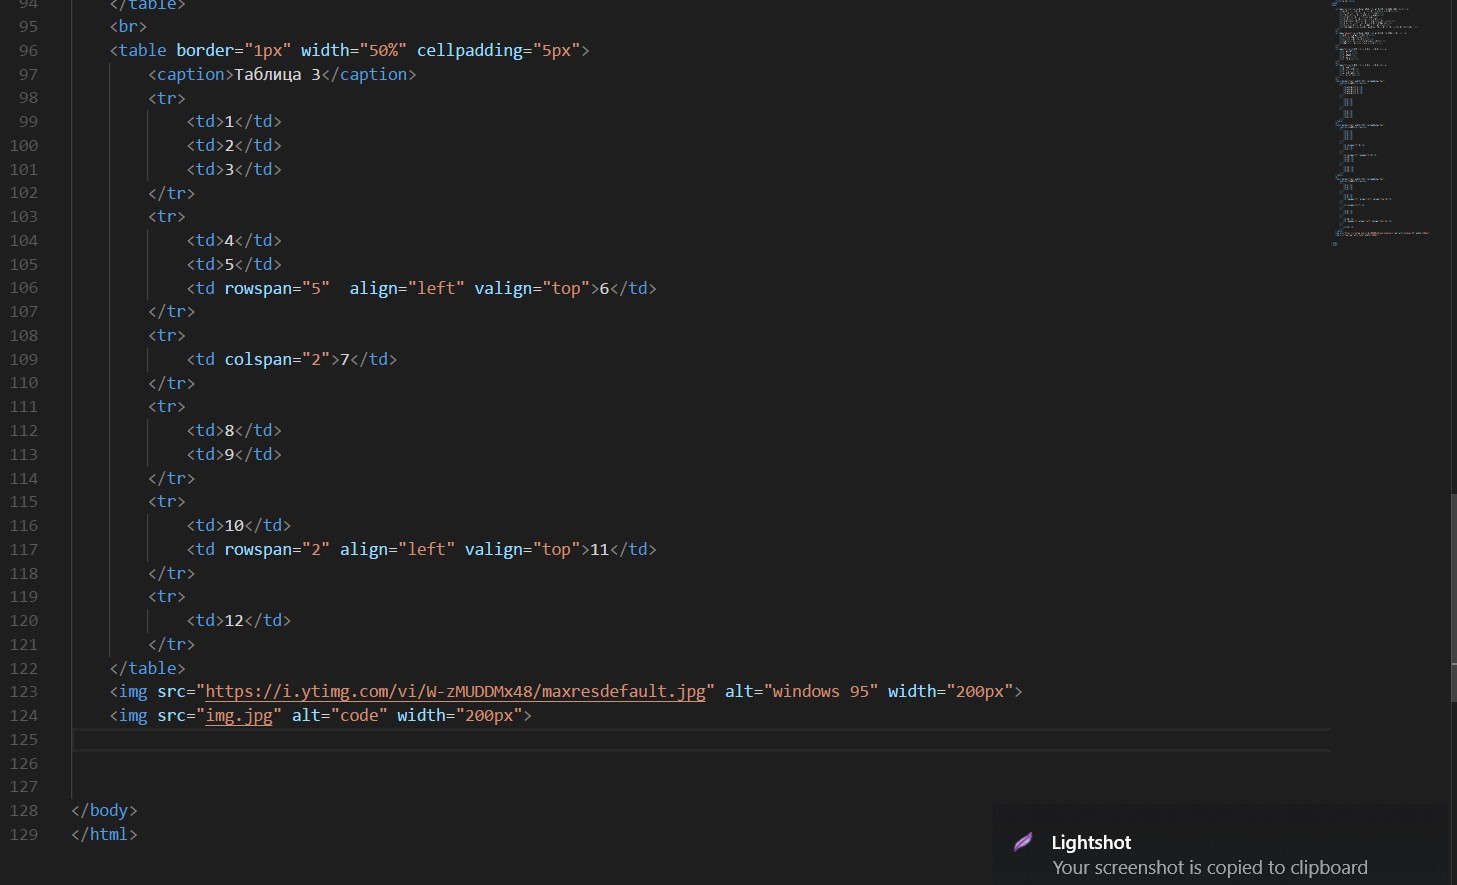 94 </table>
95 <br>
96 <table border="1px" width="50%" cellpadding="5px">
97 <caption>Таблица 3</caption>
98 <tr>
99 <td>1</td>
100 <td>2</td>
101 <td>3</td>
102 </tr>
103 <tr>
104 <td>4</td>
105 <td>5</td>
106 <td rowspan="5"  align="left" valign="top">6</td>
107 </tr>
108 <tr>
109 <td colspan="2">7</td>
110 </tr>
111 <tr>
112 <td>8</td>
113 <td>9</td>
114 </tr>
115 <tr>
116 <td>10</td>
117 <td rowspan="2" align="left" valign="top">11</td>
118 </tr>
119 <tr>
120 <td>12</td>
121 </tr>
122 </table>
123 <img src="https://i.ytimg.com/vi/W-zMUDDMx48/maxresdefault.jpg" alt="windows 95" width="200px">
124 <img src="img.jpg" alt="code" width="200px">
125
126
127
128 </body>
129 </html>
Lightshot
Your screenshot is copied to clipboard